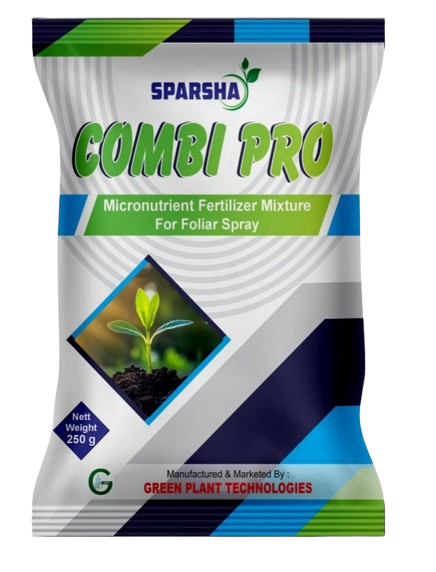 SPARSHA
COMBI PRO
Micronutrient Fertilizer Mixture
For Foliar Spray
Nett
Weight
250 g
G
Manufactured & Marketed By :
GREEN PLANT TECHNOLOGIES